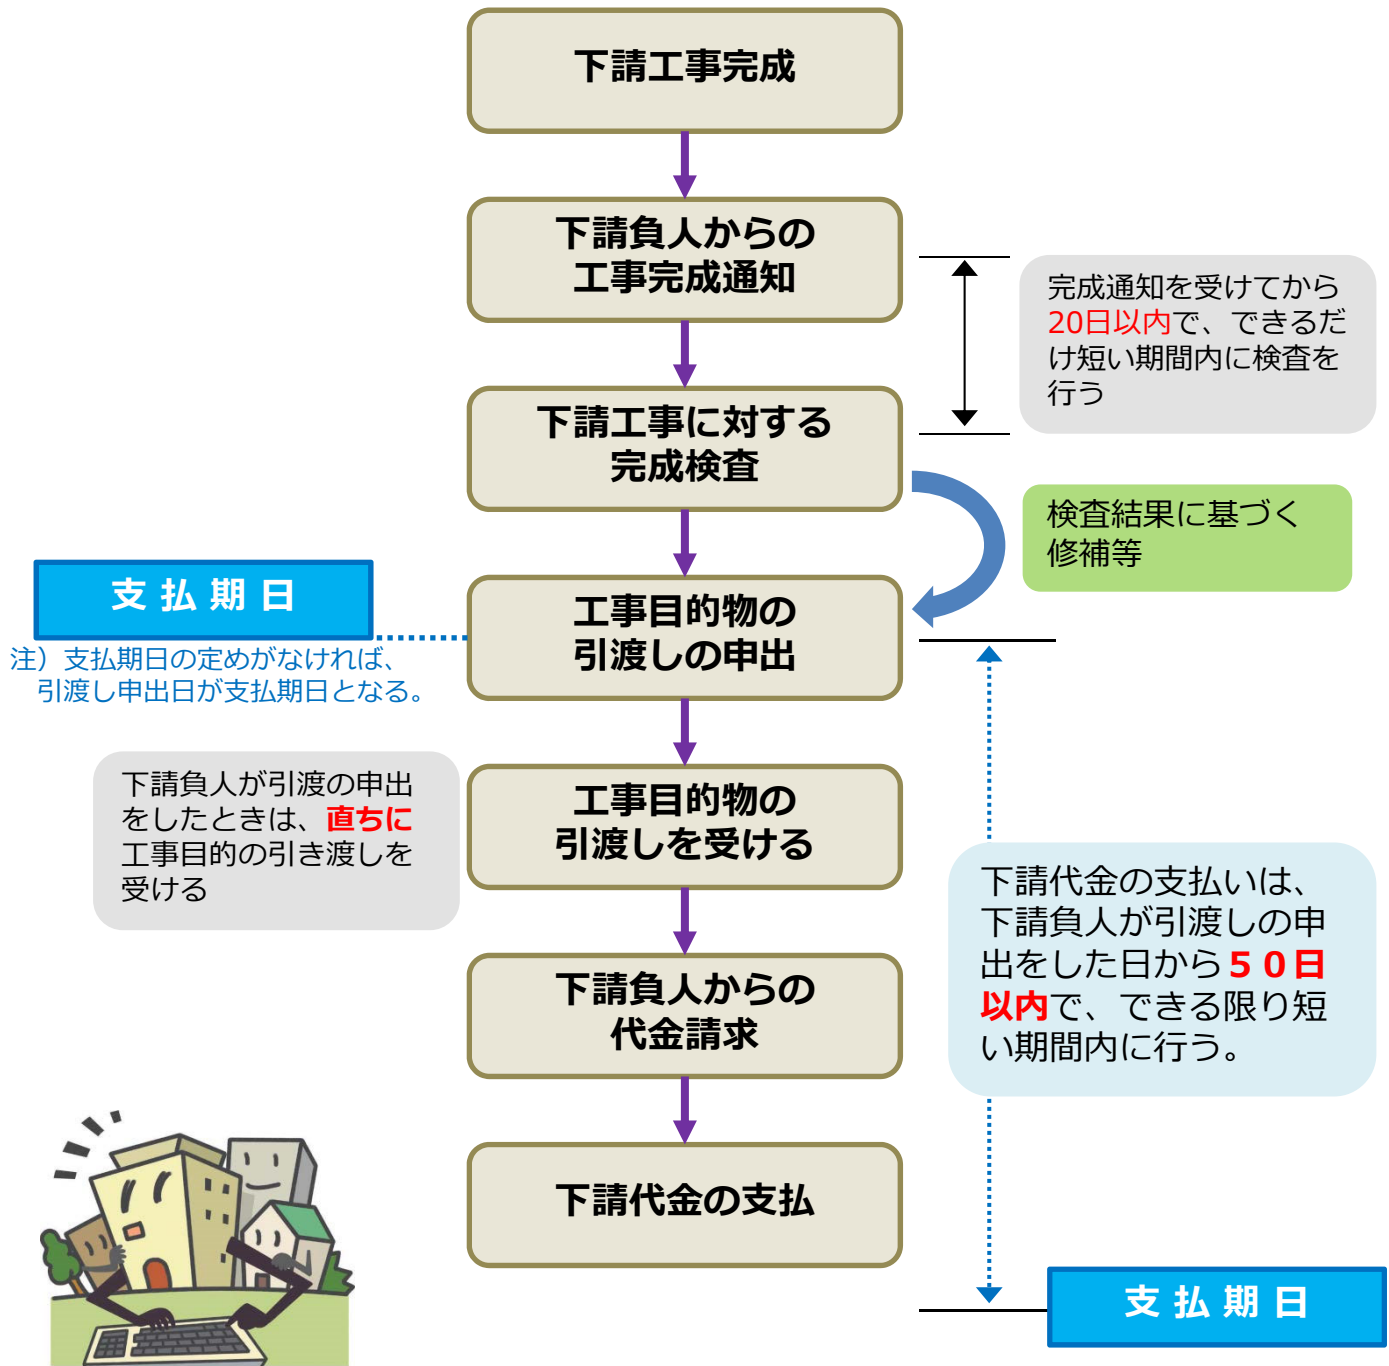 下請工事完成
下請負人からの
工事完成通知
完成通知を受けてから
20日以内で、できるだ
け短い期間内に検査を
行う
下請工事に対する
完成検査
検査結果に基づく
修補等
支払期日
注）支払期日の定めがなければ、
引渡し申出日が支払期日となる。
工事目的物の
引渡しの申出
下請負人が引渡の申出
をしたときは、直ちに
工事目的の引き渡しを
受ける
工事目的物の
引渡しを受ける
下請代金の支払いは、
下請負人が引渡しの申
出をした日から５０日
以内で、できる限り短
い期間内に行う。
下請負人からの
代金請求
下請代金の支払
支払期日